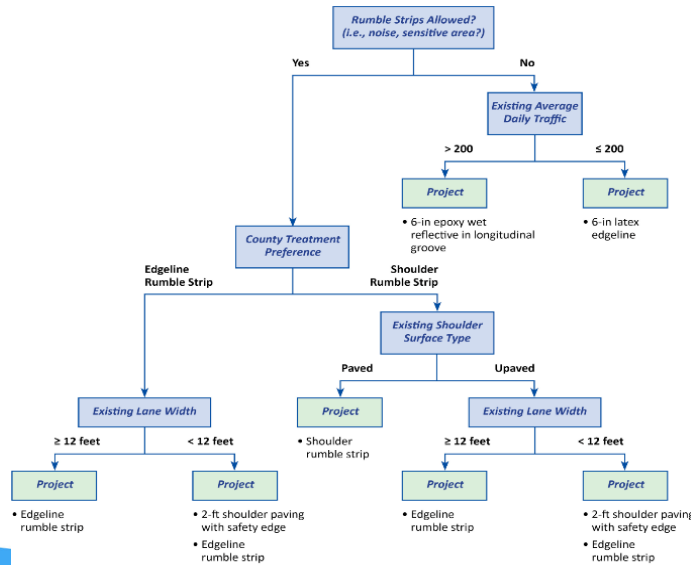 Rumble Strips Allowed?
(i.e., noise, sensitive area?)
Yes
No
Existing Average
Daily Traffic
> 200
≤ 200
Project
Project
• 6-in epoxy wet
reflective in longitudinal
groove
• 6-in latex
edgeline
County Treatment
Preference
Edgeline
Rumble Strip
Shoulder
Rumble Strip
Existing Shoulder
Surface Type
Paved
Upaved
Existing Lane Width
Project
Existing Lane Width
• Shoulder
rumble strip
≥ 12 feet
< 12 feet
≥ 12 feet
< 12 feet
Project
Project
Project
Project
• Edgeline
rumble strip
• 2-ft shoulder paving
with safety edge
• Edgeline
rumble strip
• Edgeline
rumble strip
• 2-ft shoulder paving
with safety edge
• Edgeline
rumble strip